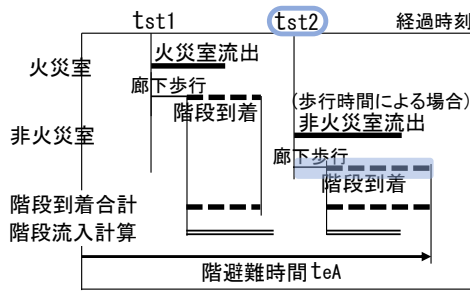 tst1 tst2 経過時刻
火災室 火災室流出
廊下歩行
階段到着
(歩行時間による場合)
非火災室 非火災室流出
廊下歩行
階段到着
階段到着合計
階段流入計算
階避難時間teA